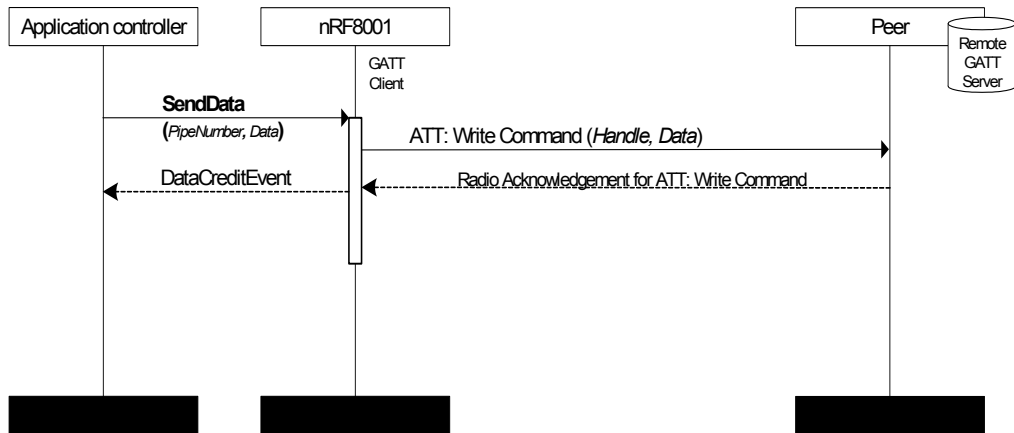 Application controller
nRF8001
Peer
Remote
GATT
Server
GATT
Client
SendData
(PipeNumber, Data)
ATT: Write Command (Handle, Data)
DataCreditEvent
Radio Acknowledgement for ATT: Write Command